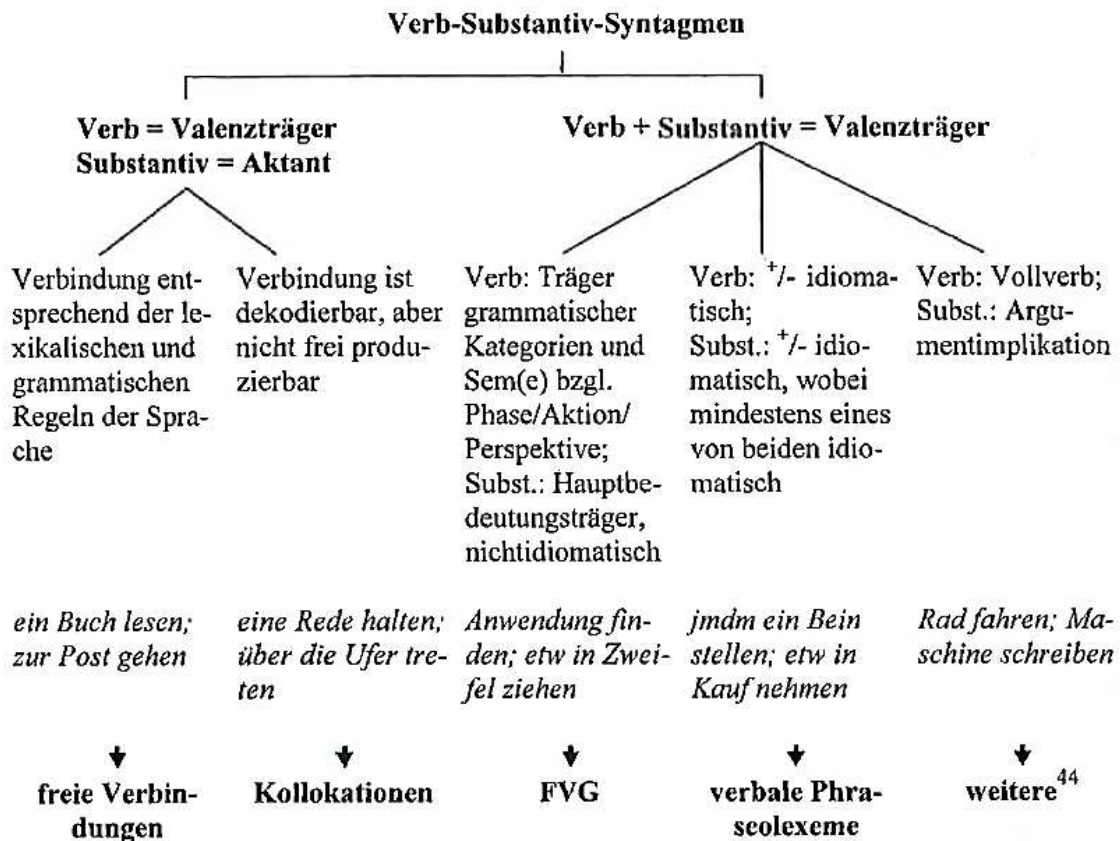 Verb-Substantiv-Syntagmen
Verb = Valenzträger
Substantiv = Aktant
Verb + Substantiv = Valenzträger
Verbindung ent-
sprechend der le-
xikalischen und
grammatischen
Regeln der Spra-
che
Verbindung ist
dekodierbar, aber
nicht frei produ-
zierbar
Verb: Träger
grammatischer
Kategorien und
Sem(e) bzgl.
Phase/Aktion/
Perspektive;
Subst.: Hauptbe-
deutungsträger,
nichtidiomatisch
Verb: +/- idioma-
tisch;
Subst.: +/- idio-
matisch, wobei
mindestens eines
von beiden idio-
matisch
Verb: Vollverb;
Subst.: Argu-
mentimplikation
ein Buch lesen;
zur Post gehen
eine Rede halten;
über die Ufer tre-
ten
Anwendung fin-
den; etw in Zwei-
fel ziehen
jmdm ein Bein
stellen; etw in
Kauf nehmen
Rad fahren; Ma-
schine schreiben
freie Verbin-
dungen
Kollokationen
FVG
verbale Phra-
seolexeme
weitere44